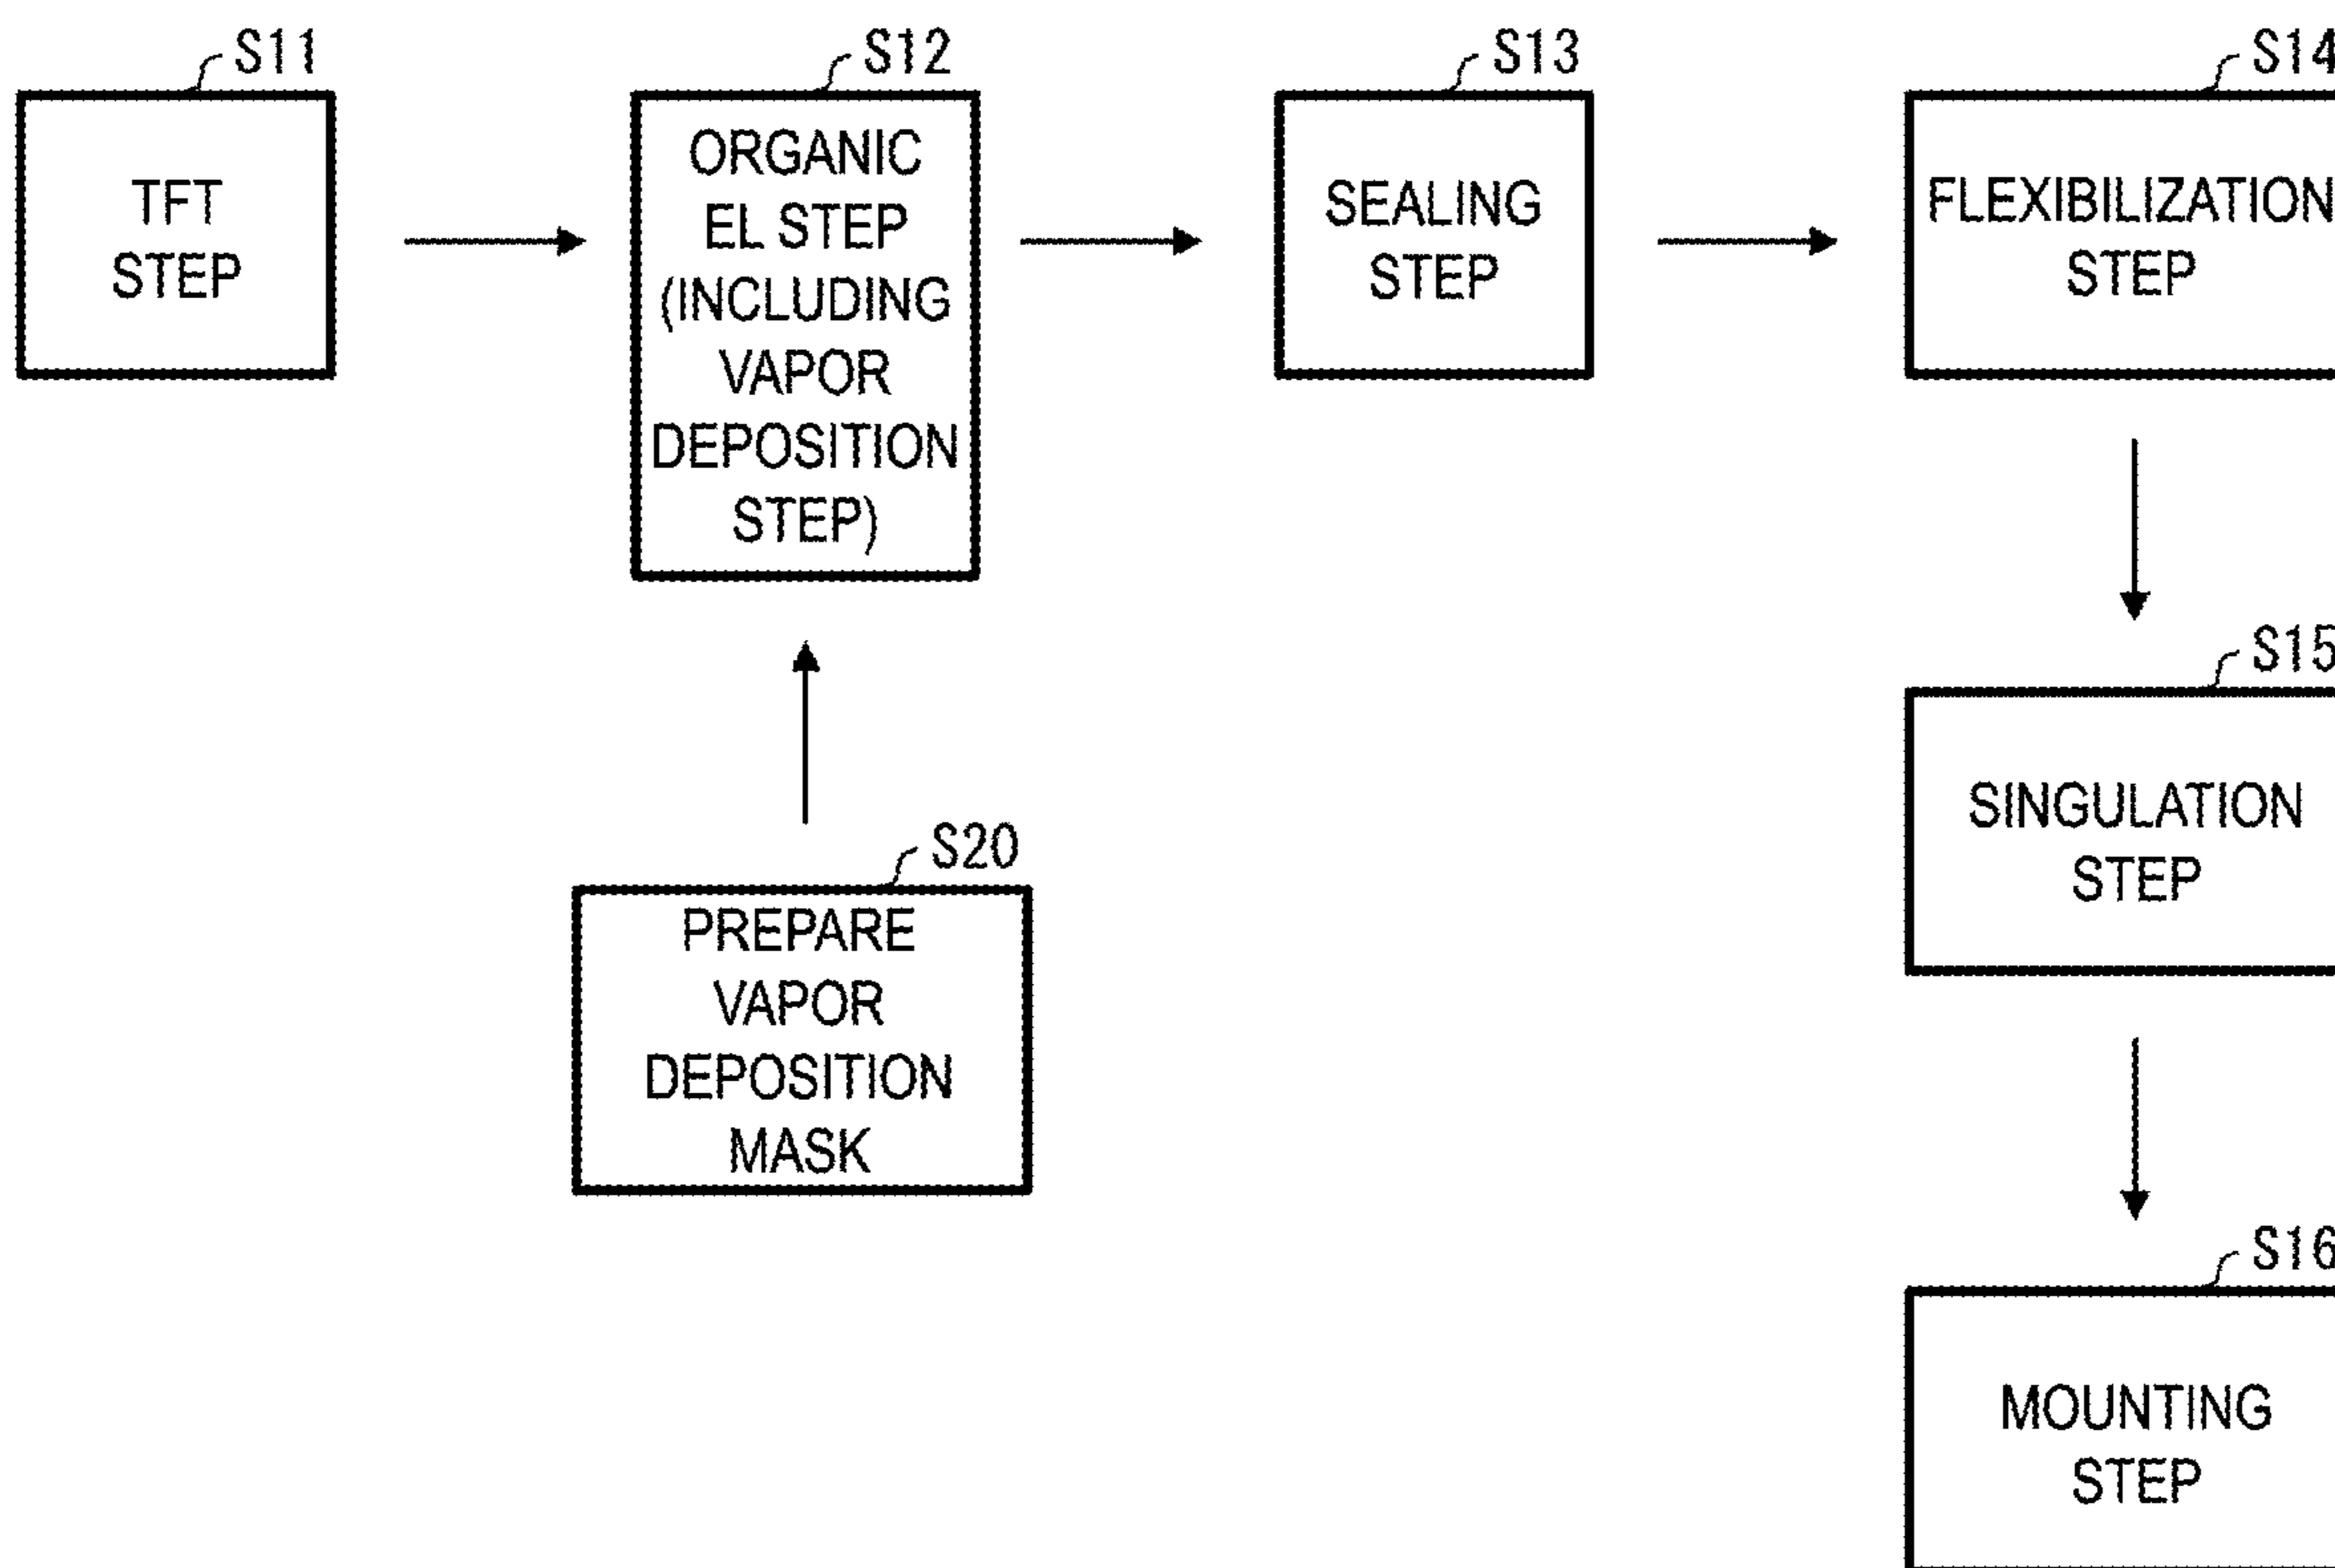 S11
TFT
STEP
S12
ORGANIC
EL STEP
(INCLUDING
VAPOR
DEPOSITION
STEP)
S13
SEALING
STEP
S14
FLEXIBILIZATION
STEP
S15
SINGULATION
STEP
S20
PREPARE
VAPOR
DEPOSITION
MASK
S16
MOUNTING
STEP